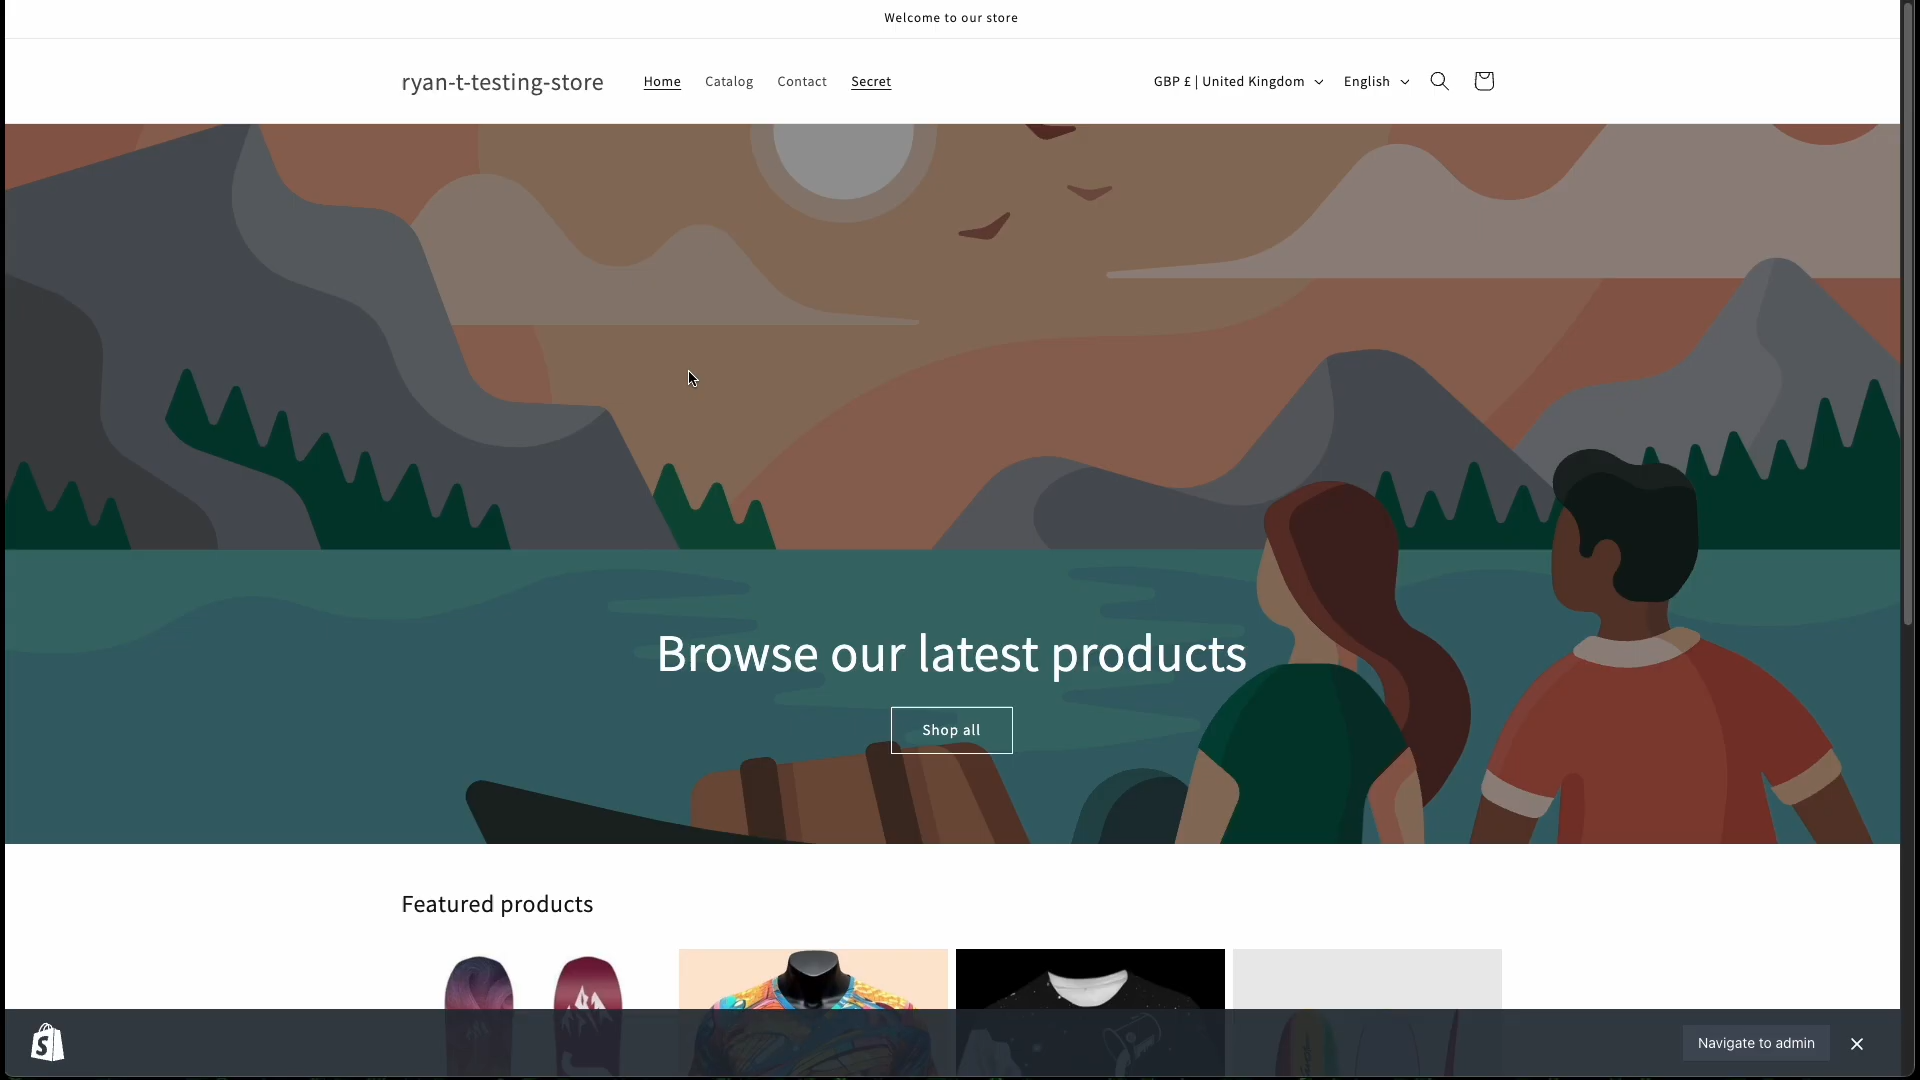 Welcome to our store
ryan-t-testing-store
Home
Catalog
Contact
Secret
GBP £ | United Kingdom
English
Browse our latest products
Shop all
Featured products
Navigate to admin